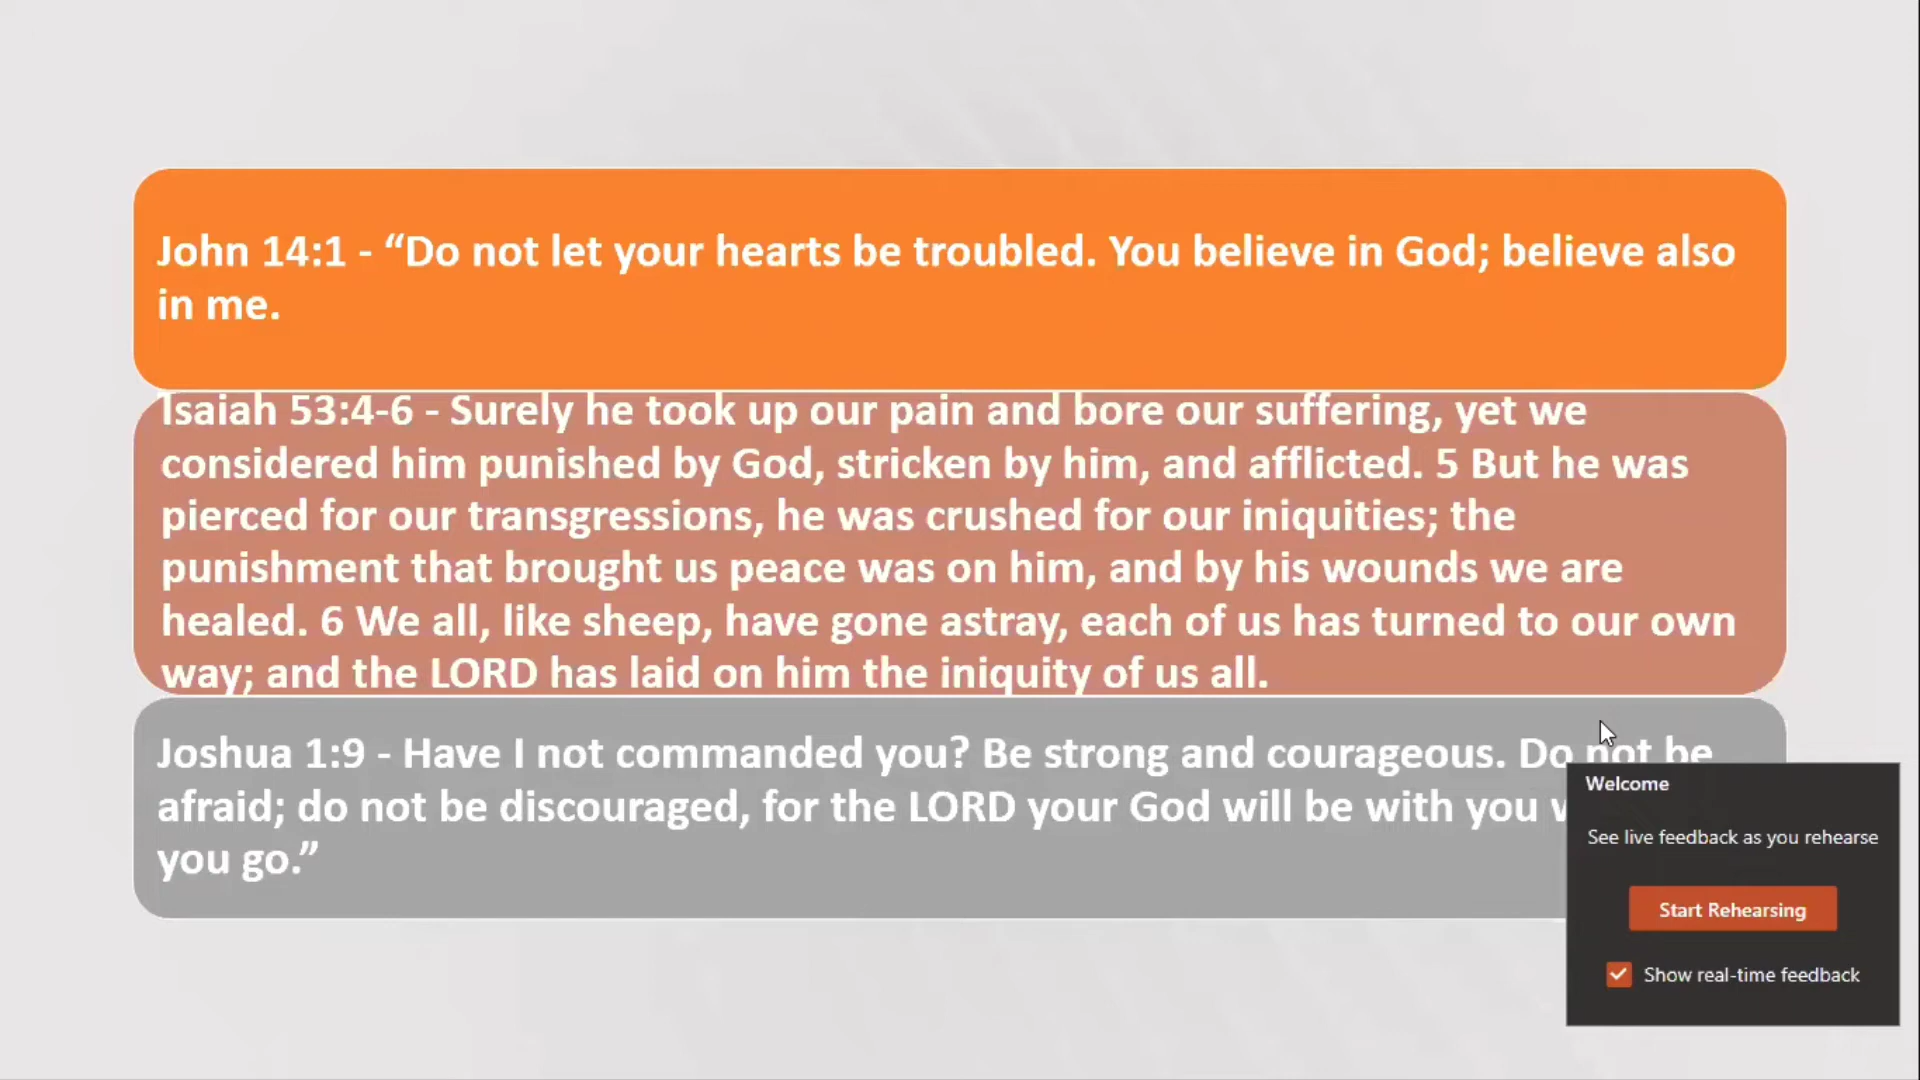 John 14:1 - “Do not let your hearts be troubled. You believe in God; believe also
in me.
Isaiah 53:4-6 - Surely he took up our pain and bore our suffering, yet we
considered him punished by God, stricken by him, and afflicted. 5 But he was
pierced for our transgressions, he was crushed for our iniquities; the
punishment that brought us peace was on him, and by his wounds we are
healed. 6 We all, like sheep, have gone astray, each of us has turned to our own
way; and the LORD has laid on him the iniquity of us all.
Joshua 1:9 - Have I not commanded you? Be strong and courageous. Do not be
afraid; do not be discouraged, for the LORD your God will be with you
you go.”
Welcome
See live feedback as you rehearse
Start Rehearsing
Show real-time feedback